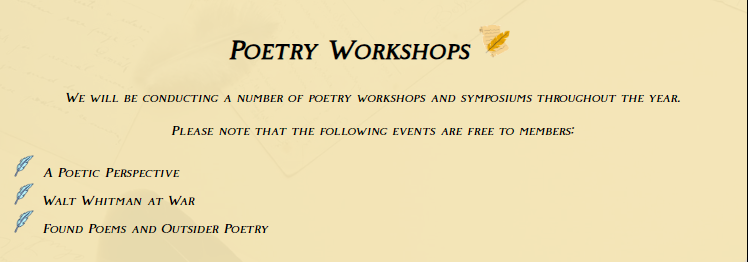 Poetry Workshops
We will be conducting a number of poetry workshops and symposiums throughout the year.
Please note that the following events are free to members:
A Poetic Perspective
Walt Whitman at War
Found Poems and Outsider Poetry